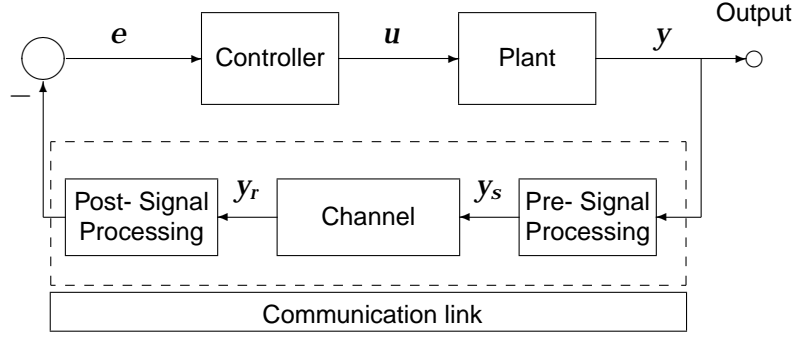 Output
e
Controller
u
Plant
y
−
Post- Signal
Processing
y_r
Channel
y_s
Pre- Signal
Processing
Communication link